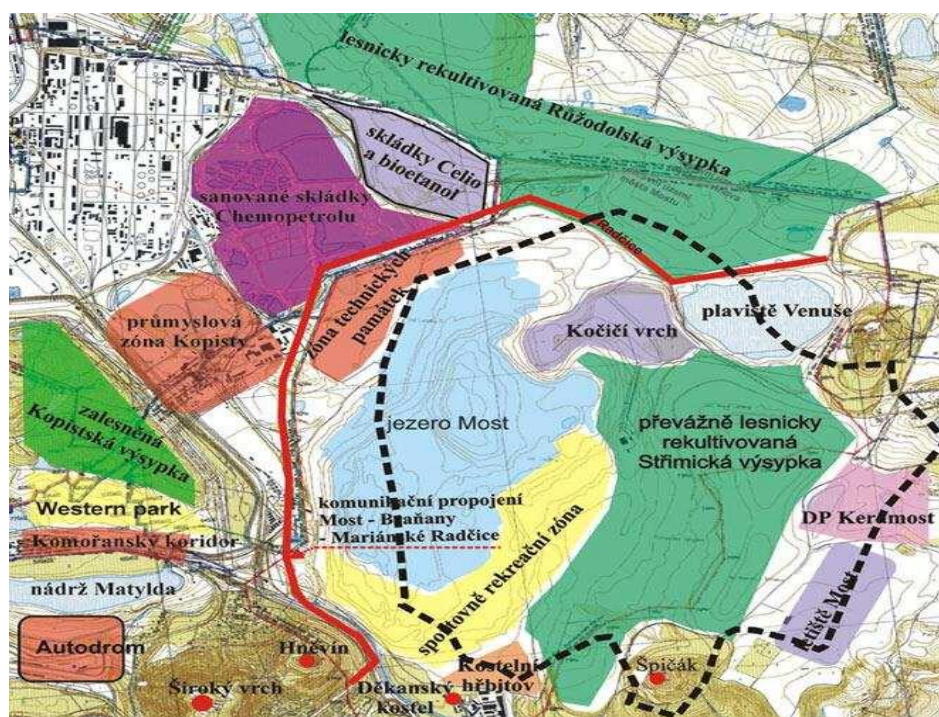 lesnicky rekultivovaná Růžodolská výsypka
skládky Celio
a bioetanol
sanované skládky
Chemopetrolu
Radčice
zóna technických
památek
průmyslová
zóna Kopisty
Kočičí vrch
plaviště Venuše
zalesněná
Kopistská výsypka
jezero Most
převážně lesnicky
rekultivovaná
Střimická výsypka
Western park
komunikační propojení
Most - Braňany
- Mariánské Radčice
sportovně rekreační zóna
DP Keramost
Komořanský koridor
nádrž Matylda
letiště Most
Autodrom
Hněvín
Široký vrch
Děkanský
kostel
Kostelní
hřbitov
Špičák